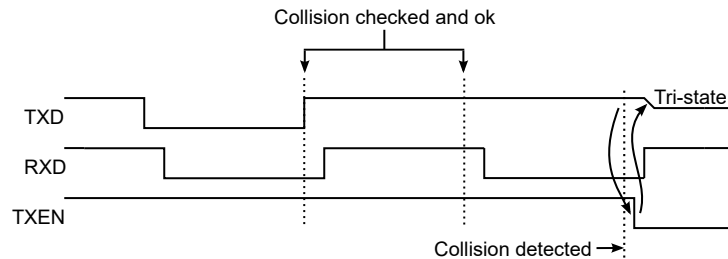 Collision checked and ok
Tri-state
TXD
RXD
TXEN
Collision detected